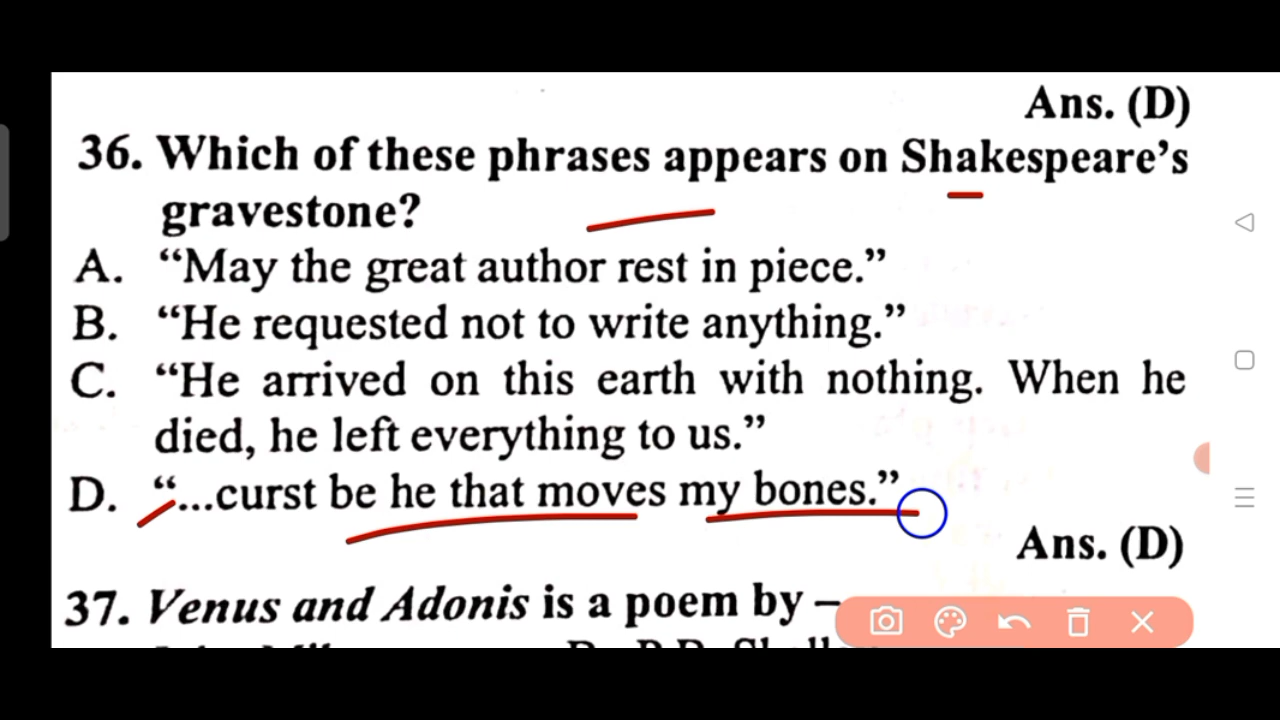 Ans. (D)
36. Which of these phrases appears on Shakespeare’s
gravestone?
A. “May the great author rest in piece.”
B. “He requested not to write anything.”
C. “He arrived on this earth with nothing. When he
died, he left everything to us.”
D. “...curst be he that moves my bones.”
Ans. (D)
37. Venus and Adonis is a poem by –